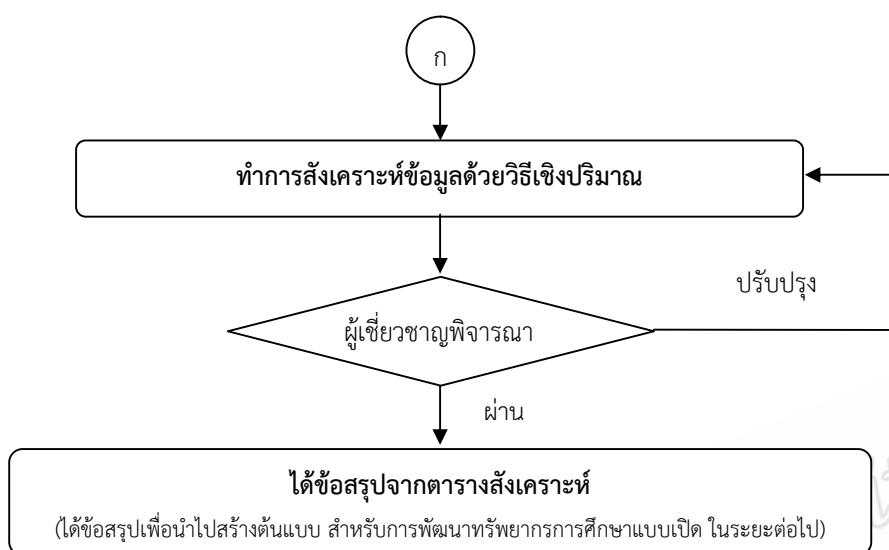 ก
ทำการสังเคราะห์ข้อมูลด้วยวิธีเชิงปริมาณ
ปรับปรุง
ผู้เชี่ยวชาญพิจารณา
ผ่าน
ได้ข้อสรุปจากตารางสังเคราะห์
(ได้ข้อสรุปเพื่อนำไปสร้างต้นแบบ สำหรับการพัฒนาทรัพยากรการศึกษาแบบเปิด ในระยะต่อไป)